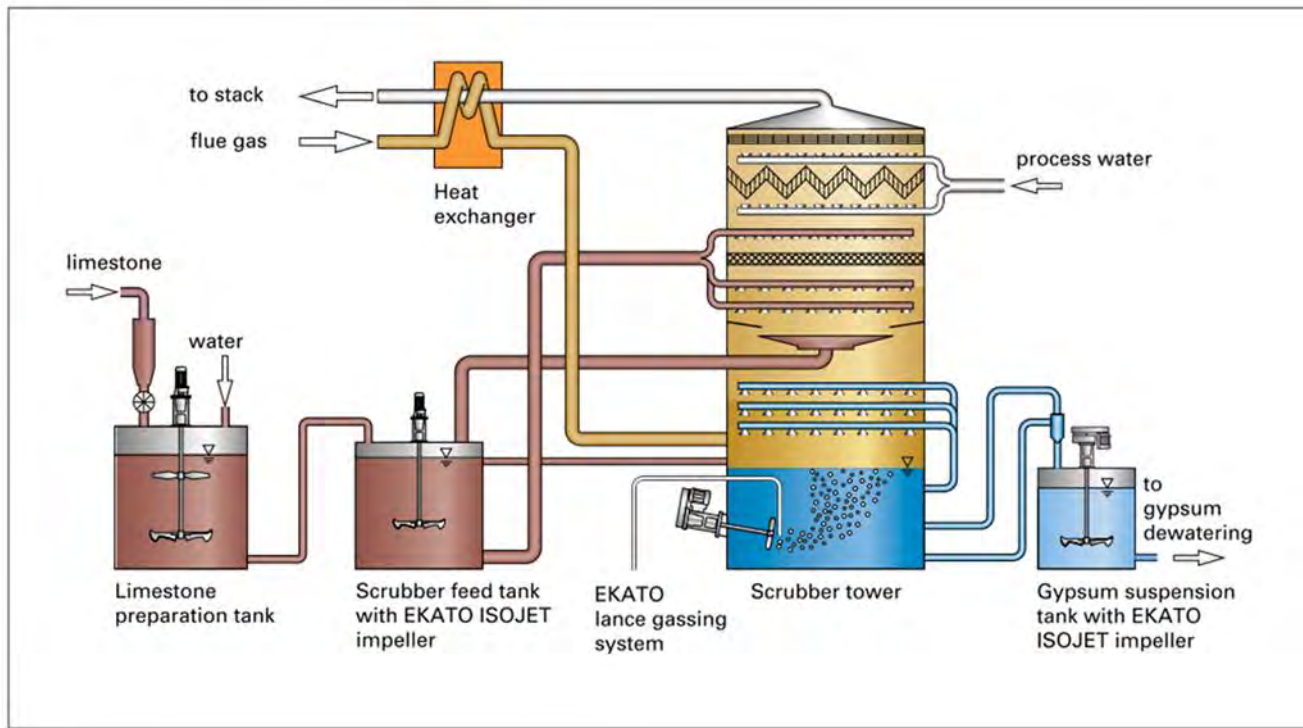 to stack
flue gas
Heat
exchanger
process water
limestone
water
Limestone
preparation tank
Scrubber feed tank
with EKATO ISOJET
impeller
EKATO
lance gassing
system
Scrubber tower
to
gypsum
dewatering
Gypsum suspension
tank with EKATO
ISOJET impeller